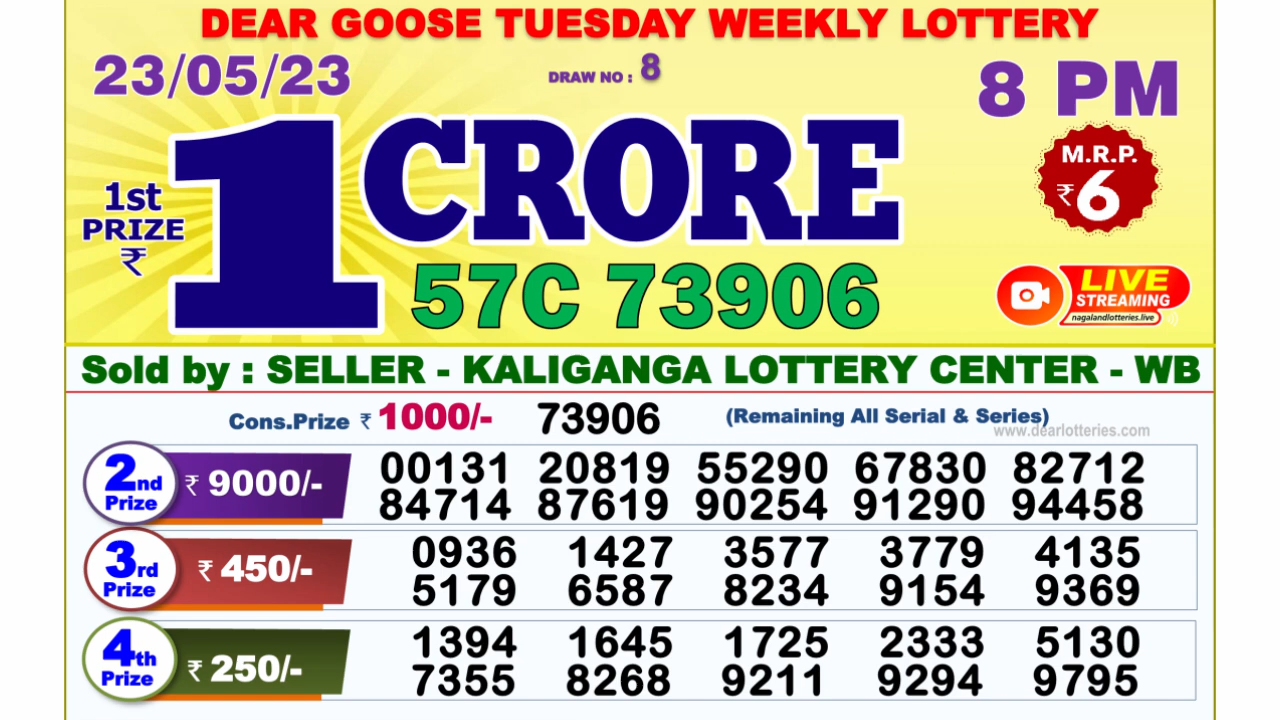 DEAR GOOSE TUESDAY WEEKLY LOTTERY
23/05/23
DRAW NO : 8
8 PM
1st PRIZE ₹
1 CRORE
M.R.P.
₹ 6
57C 73906
LIVE
STREAMING
nagalandlotteries.live
Sold by : SELLER - KALIGANGA LOTTERY CENTER - WB
Cons.Prize ₹ 1000/- 73906 (Remaining All Serial & Series)
www.dearlotteries.com
2nd Prize ₹ 9000/-
00131 20819 55290 67830 82712
84714 87619 90254 91290 94458
3rd Prize ₹ 450/-
0936 1427 3577 3779 4135
5179 6587 8234 9154 9369
4th Prize ₹ 250/-
1394 1645 1725 2333 5130
7355 8268 9211 9294 9795